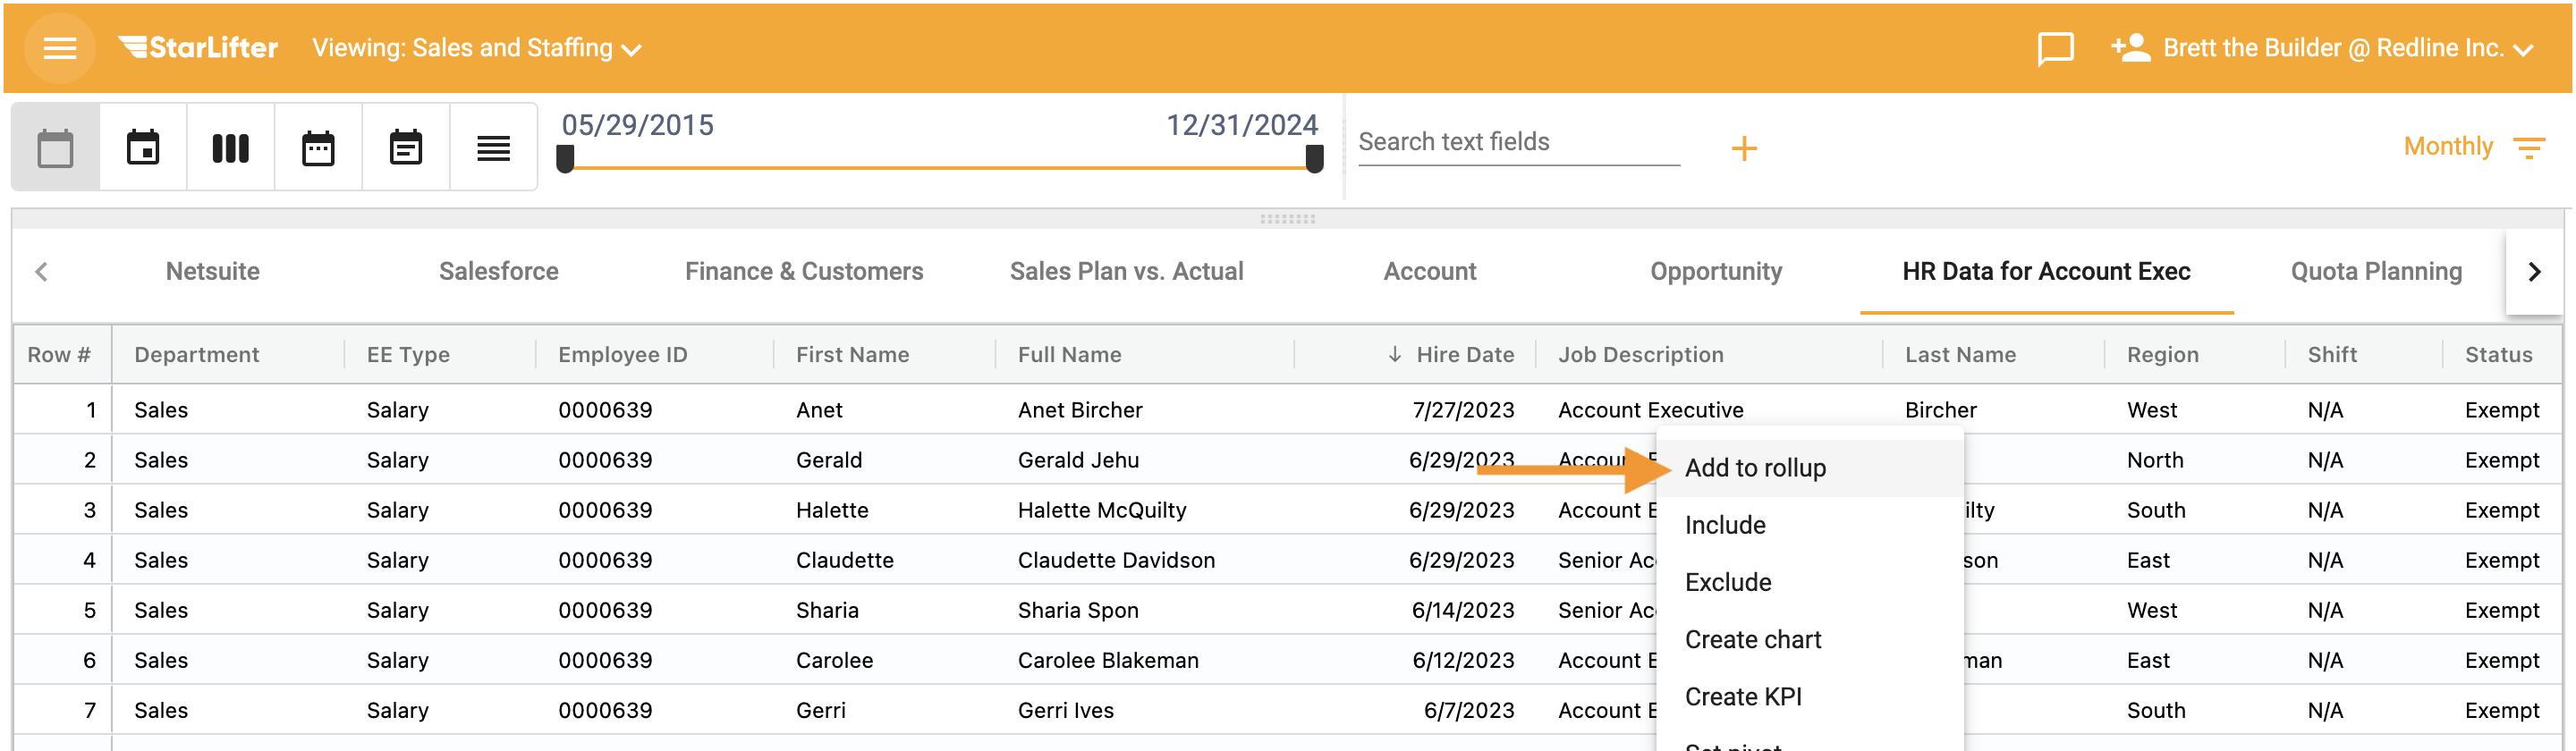 StarLifter Viewing: Sales and Staffing Brett the Builder @ Redline Inc.
05/29/2015 12/31/2024 Search text fields + Monthly
Netsuite Salesforce Finance & Customers Sales Plan vs. Actual Account Opportunity HR Data for Account Exec Quota Planning
Row # Department EE Type Employee ID First Name Full Name ↓ Hire Date Job Description Last Name Region Shift Status
1 Sales Salary 0000639 Anet Anet Bircher 7/27/2023 Account Executive Bircher West N/A Exempt
2 Sales Salary 0000639 Gerald Gerald Jehu 6/29/2023 North N/A Exempt
Add to rollup
3 Sales Salary 0000639 Halette Halette McQuilty 6/29/2023 Account E ilty South N/A Exempt
Include
4 Sales Salary 0000639 Claudette Claudette Davidson 6/29/2023 Senior Ac son East N/A Exempt
Exclude
5 Sales Salary 0000639 Sharia Sharia Spon 6/14/2023 Senior Ac West N/A Exempt
Create chart
6 Sales Salary 0000639 Carolee Carolee Blakeman 6/12/2023 Account E man East N/A Exempt
Create KPI
7 Sales Salary 0000639 Gerri Gerri Ives 6/7/2023 Account E South N/A Exempt